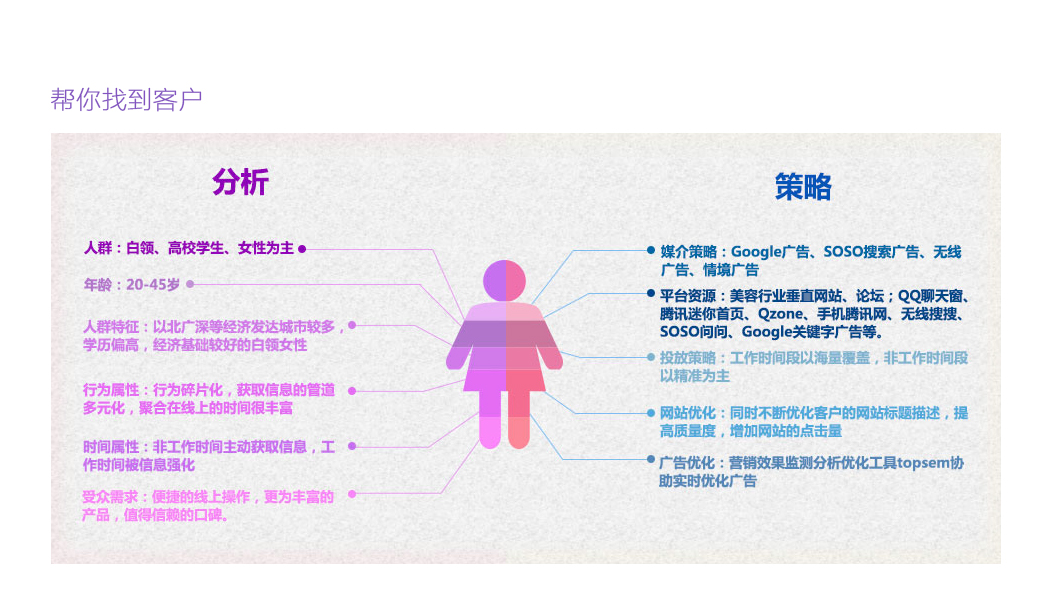 帮你找到客户
分析
人群：白领、高校学生、女性为主
年龄：20-45岁
人群特征：以北广深等经济发达城市较多，
学历偏高，经济基础较好的白领女性
行为属性：行为碎片化，获取信息的管道
多元化，聚合在线上的时间很丰富
时间属性：非工作时间主动获取信息，工
作时间被信息强化
受众需求：便捷的线上操作，更为丰富的
产品，值得信赖的口碑。
策略
媒介策略：Google广告、SOSO搜索广告、无线
广告、情境广告
平台资源：美容行业垂直网站、论坛；QQ聊天窗、
腾讯迷你首页、Qzone、手机腾讯网、无线搜搜、
SOSO问问、Google关键字广告等。
投放策略：工作时间段以海量覆盖，非工作时间段
以精准为主
网站优化：同时不断优化客户的网站标题描述，提
高质量度，增加网站的点击量
广告优化：营销效果监测分析优化工具topsem协
助实时优化广告